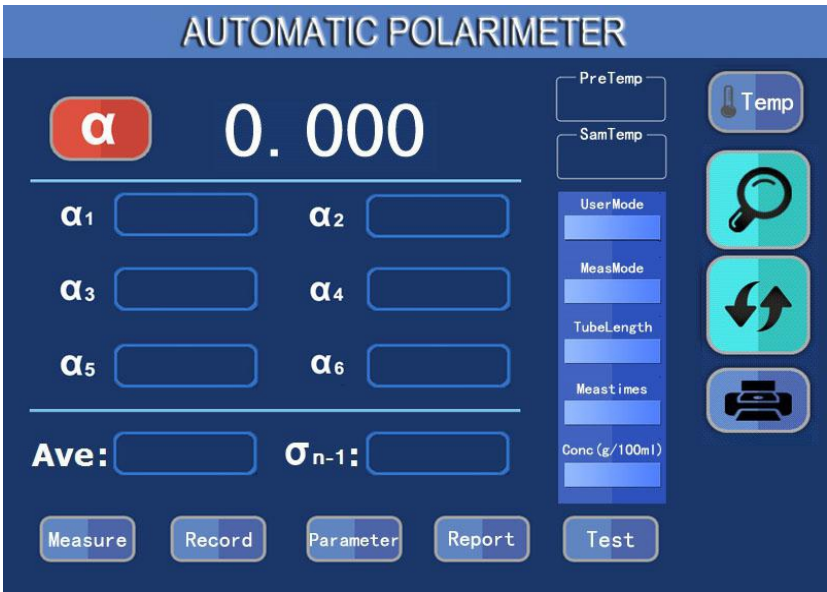 AUTOMATIC POLARIMETER
α 0. 000
PreTemp
SamTemp
Temp
α1 α2
α3 α4
α5 α6
Ave: σn-1:
UserMode
MeasMode
TubeLength
Meastimes
Conc(g/100ml)
Measure Record Parameter Report Test